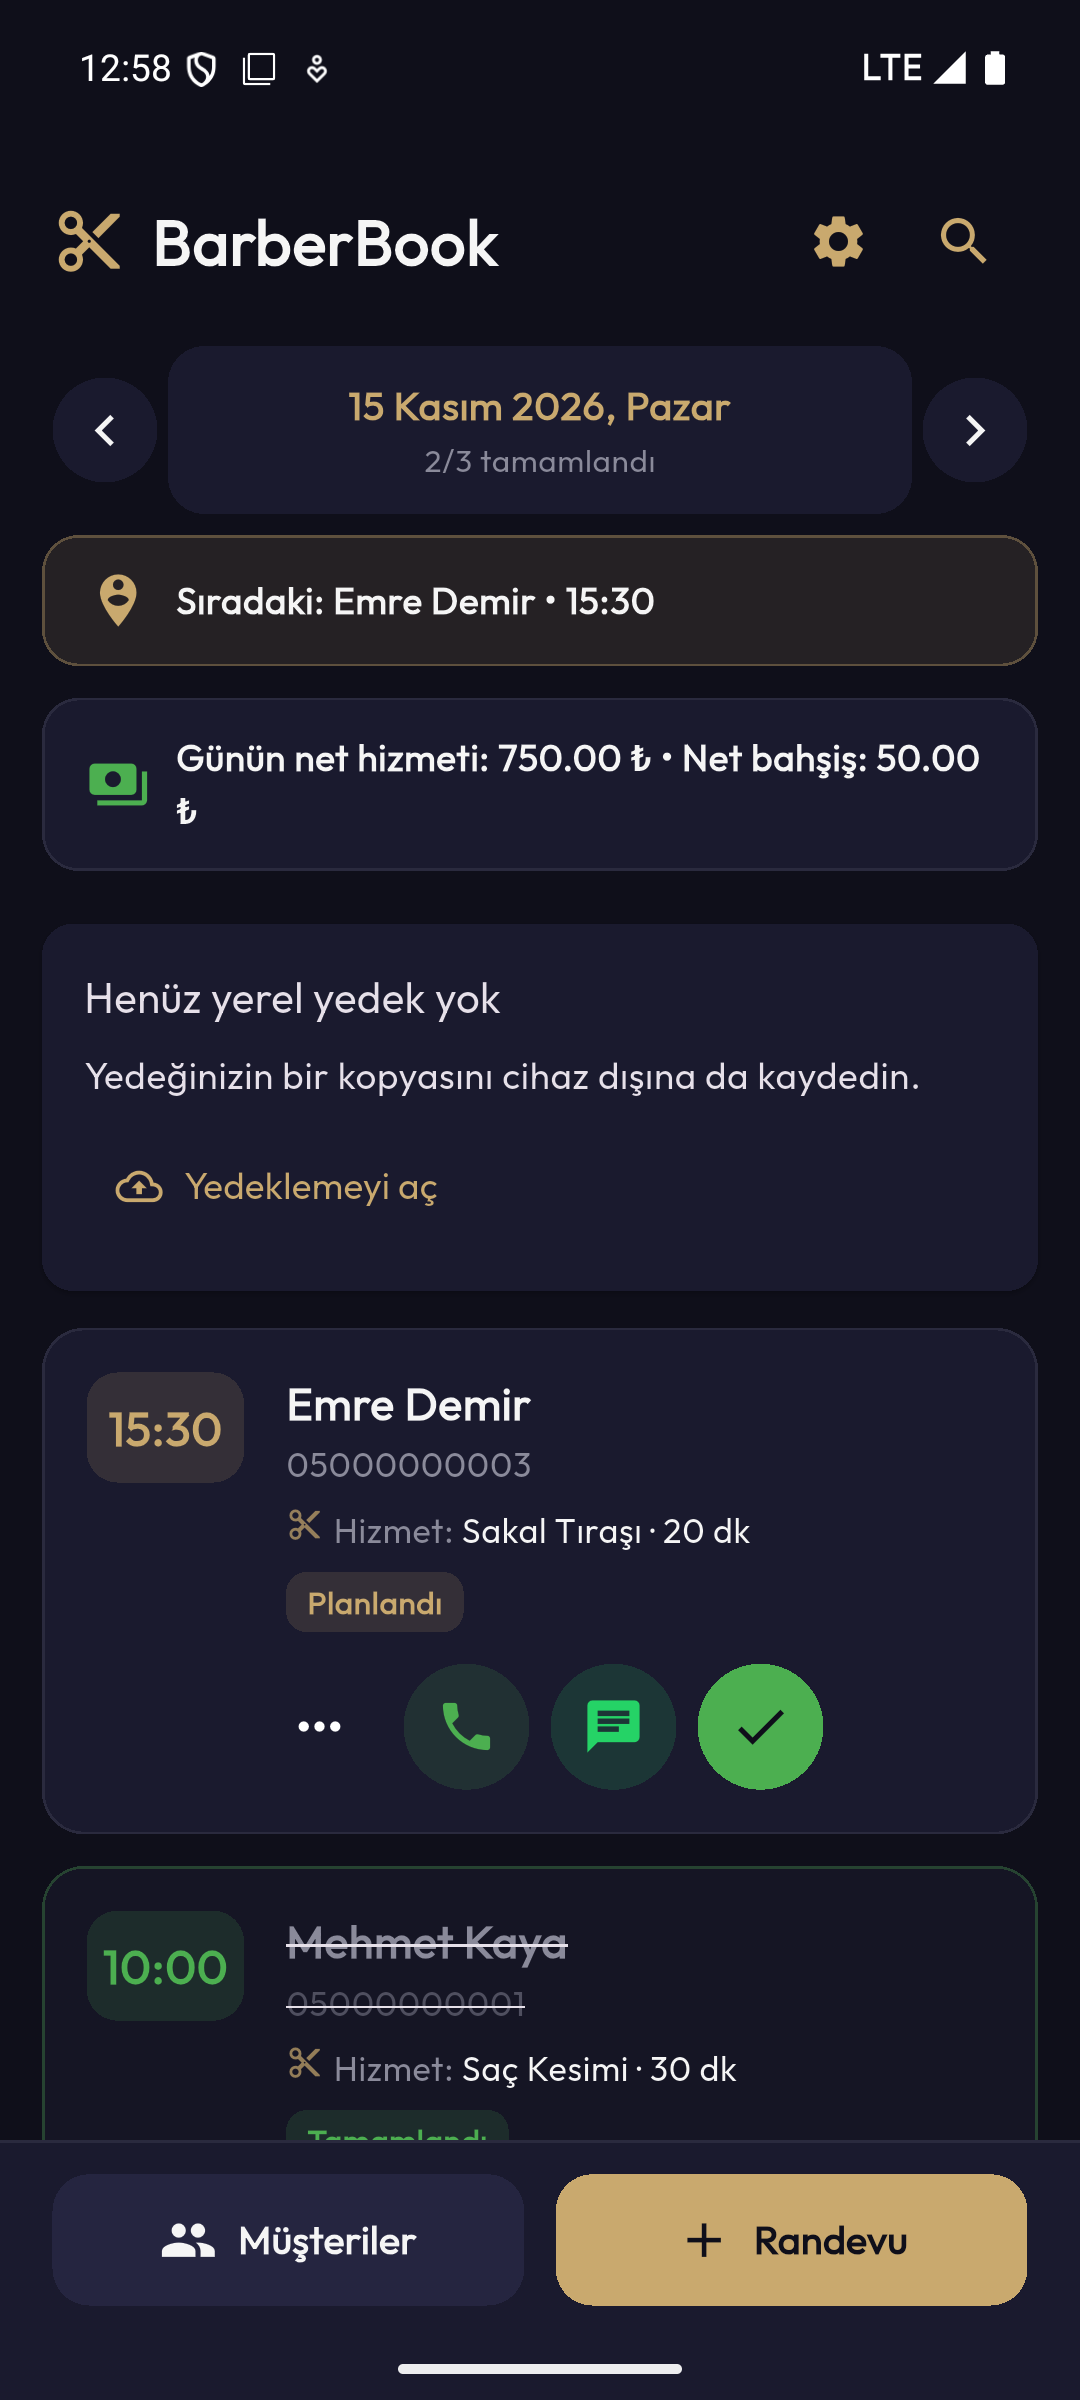 12:58
LTE
BarberBook
15 Kasım 2026, Pazar
2/3 tamamlandı
Sıradaki: Emre Demir • 15:30
Günün net hizmeti: 750.00 ₺ • Net bahşiş: 50.00
₺
Henüz yerel yedek yok
Yedeğinizin bir kopyasını cihaz dışına da kaydedin.
Yedeklemeyi aç
15:30
Emre Demir
05000000003
Hizmet: Sakal Tıraşı · 20 dk
Planlandı
10:00
Mehmet Kaya
05000000001
Hizmet: Saç Kesimi · 30 dk
Tamamlandı
Müşteriler
Randevu